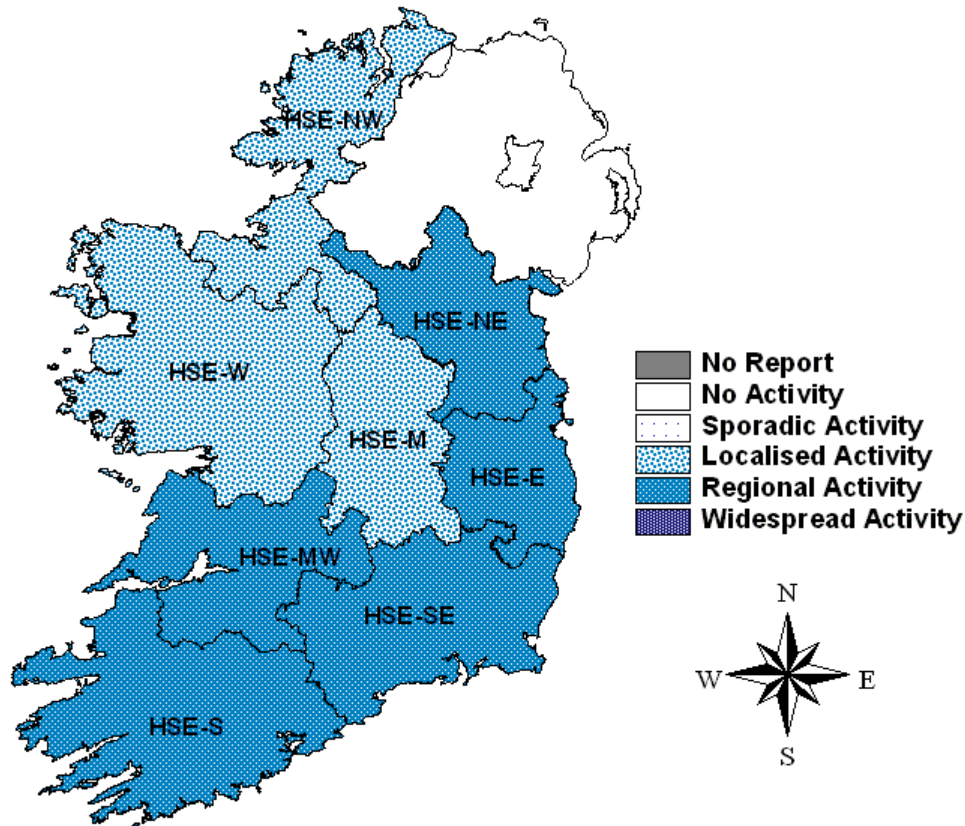 HSE-NW
HSE-NE
HSE-W
HSE-M
HSE-E
HSE-MW
HSE-SE
HSE-S
No Report
No Activity
Sporadic Activity
Localised Activity
Regional Activity
Widespread Activity
N
W E
S